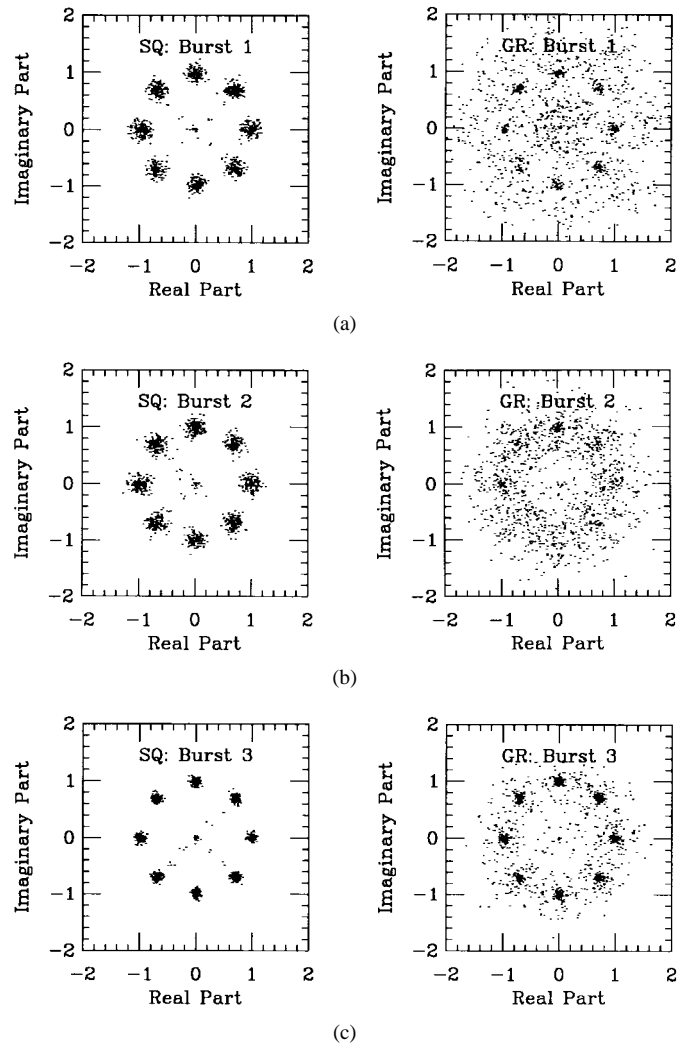 SQ: Burst 1
Imaginary Part
2
1
0
−1
−2
−2 −1 0 1 2
Real Part
GR: Burst 1
Imaginary Part
2
1
0
−1
−2
−2 −1 0 1 2
Real Part
(a)
SQ: Burst 2
Imaginary Part
2
1
0
−1
−2
−2 −1 0 1 2
Real Part
GR: Burst 2
Imaginary Part
2
1
0
−1
−2
−2 −1 0 1 2
Real Part
(b)
SQ: Burst 3
Imaginary Part
2
1
0
−1
−2
−2 −1 0 1 2
Real Part
GR: Burst 3
Imaginary Part
2
1
0
−1
−2
−2 −1 0 1 2
Real Part
(c)